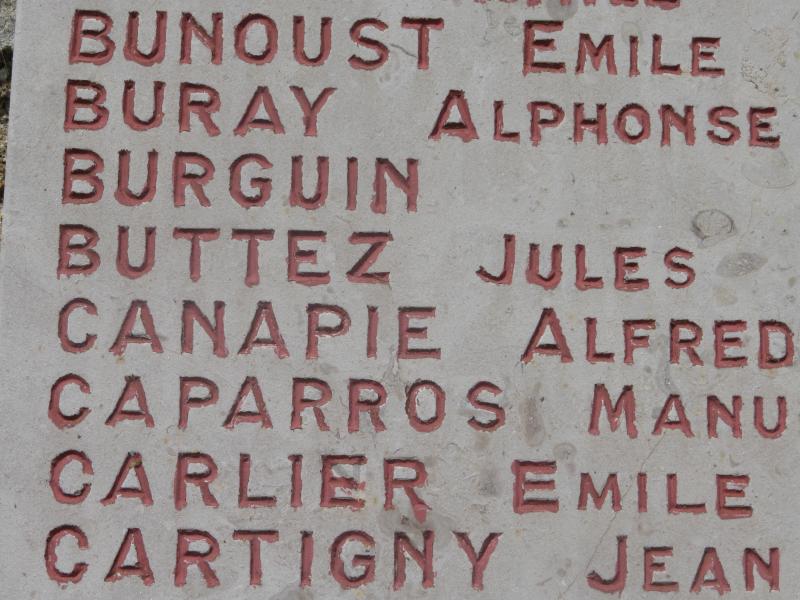 BUNOUST EMILE
BURAY ALPHONSE
BURGUIN
BUTTEZ JULES
CANAPIE ALFRED
CAPARROS MANU
CARLIER EMILE
CARTIGNY JEAN